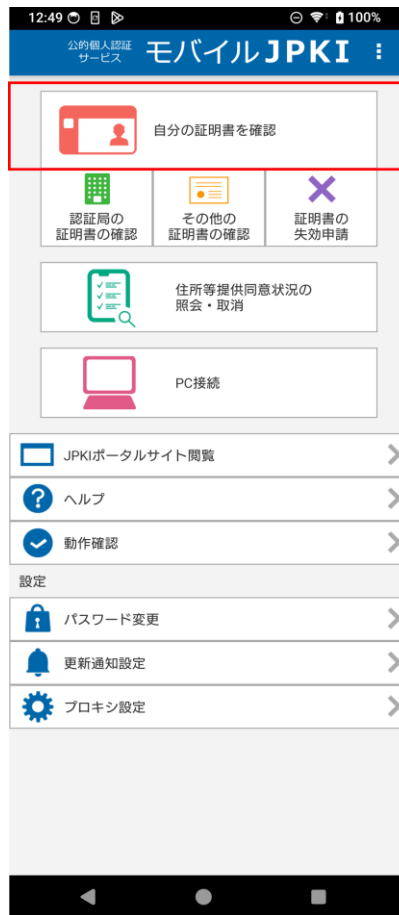 12:49 100%
公的個人認証
サービス モバイルJPKI
自分の証明書を確認
認証局の
証明書の確認
その他の
証明書の確認
証明書の
失効申請
住所等提供同意状況の
照会・取消
PC接続
JPKIポータルサイト閲覧
ヘルプ
動作確認
設定
パスワード変更
更新通知設定
プロキシ設定